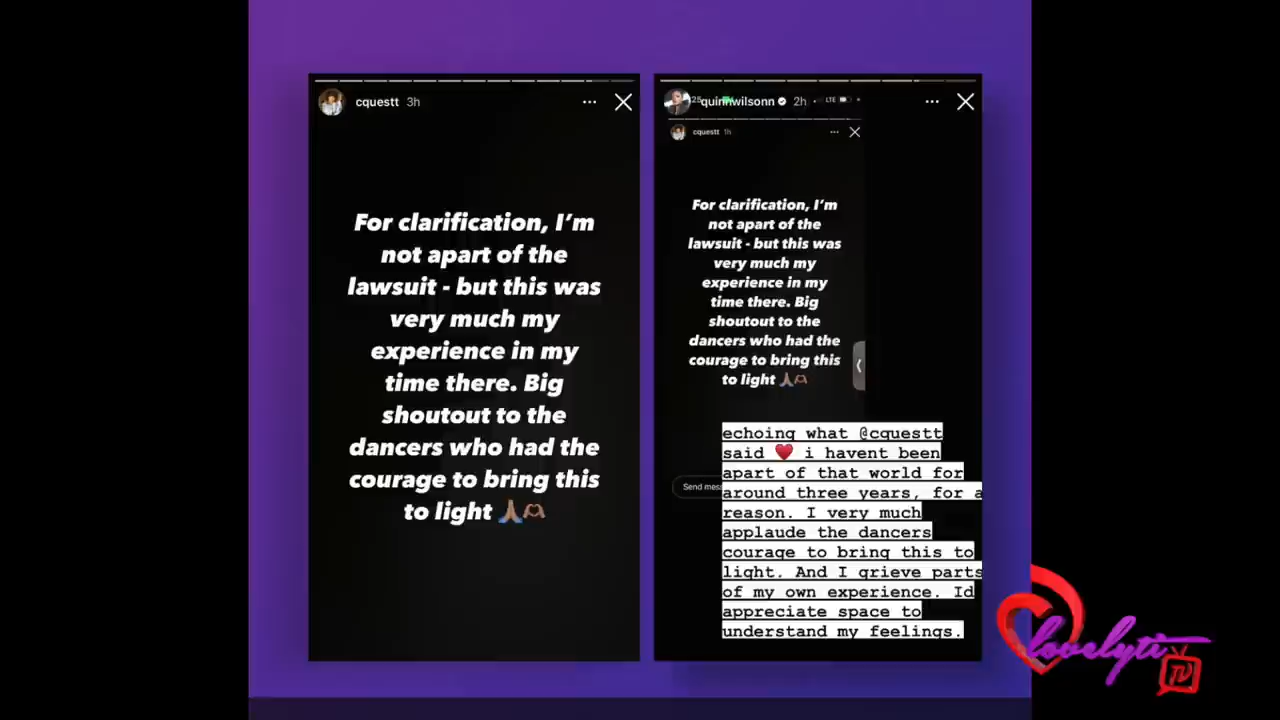 cquestt 3h
For clarification, I'm
not apart of the
lawsuit - but this was
very much my
experience in my
time there. Big
shoutout to the
dancers who had the
courage to bring this
to light 🙏🏽🫶🏽
quinnwilsonn 2h
LTE
cquestt 1h
For clarification, I'm
not apart of the
lawsuit - but this was
very much my
experience in my
time there. Big
shoutout to the
dancers who had the
courage to bring this
to light 🙏🏽🫶🏽
Send mess
echoing what @cquestt
said ♥️ i havent been
apart of that world for
around three years, for a
reason. I very much
applaude the dancers
courage to bring this to
light. And I grieve parts
of my own experience. Id
appreciate space to
understand my feelings.
lovelyti
TV